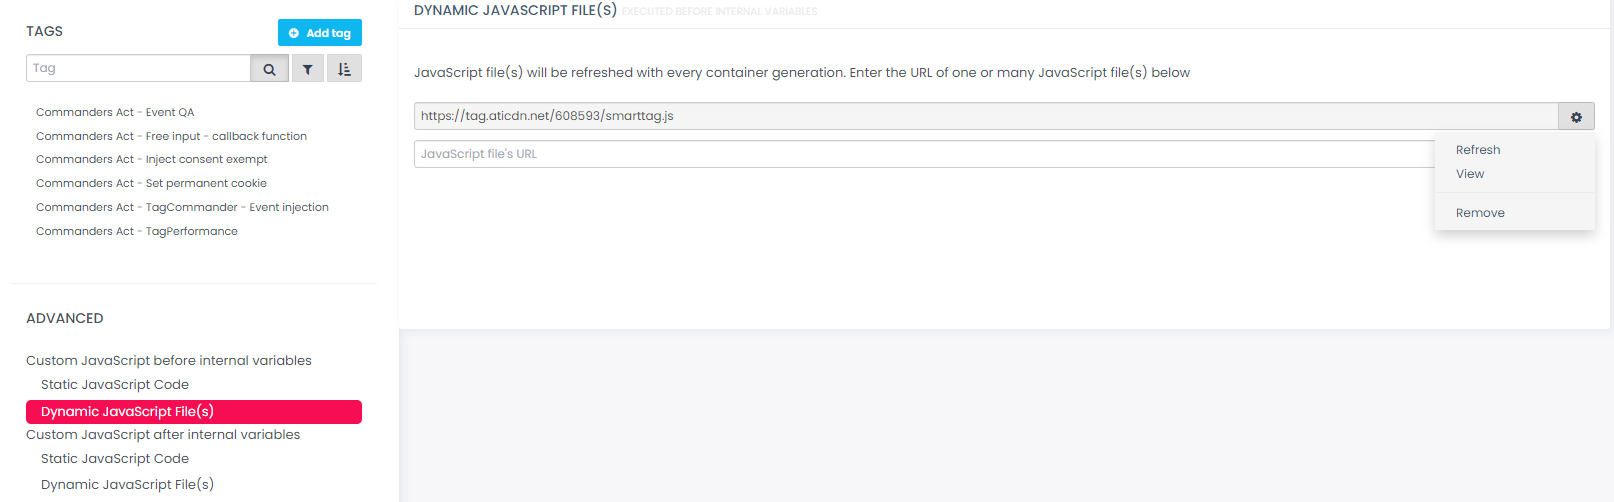 TAGS
Add tag
Tag
Commanders Act - Event QA
Commanders Act - Free input - callback function
Commanders Act - Inject consent exempt
Commanders Act - Set permanent cookie
Commanders Act - TagCommander - Event injection
Commanders Act - TagPerformance
ADVANCED
Custom JavaScript before internal variables
Static JavaScript Code
Dynamic JavaScript File(s)
Custom JavaScript after internal variables
Static JavaScript Code
Dynamic JavaScript File(s)
DYNAMIC JAVASCRIPT FILE(S) EXECUTED BEFORE INTERNAL VARIABLES
JavaScript file(s) will be refreshed with every container generation. Enter the URL of one or many JavaScript file(s) below
https://tag.aticdn.net/608593/smarttag.js
JavaScript file's URL
Refresh
View
Remove